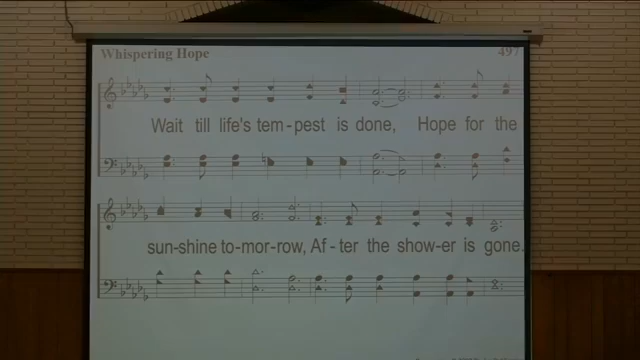 Whispering Hope 497
Wait till life's tem-pest is done, Hope for the
sun-shine to-mor-row, Af-ter the show-er is gone.